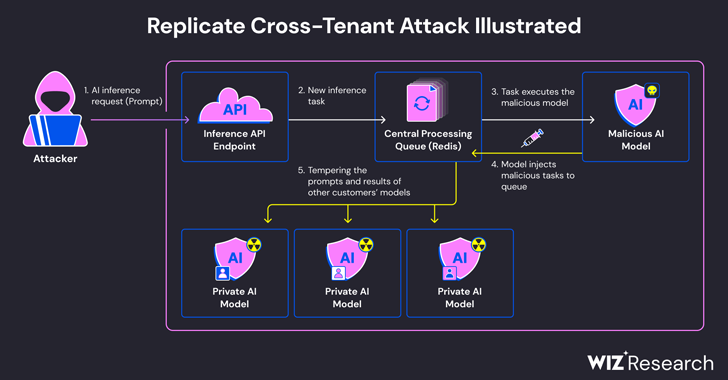 Replicate Cross-Tenant Attack Illustrated
1. AI inference
request (Prompt)
Attacker
API
Inference API
Endpoint
2. New inference
task
Central Processing
Queue (Redis)
3. Task executes the
malicious model
AI
Malicious AI
Model
4. Model injects
malicious tasks to
queue
5. Tempering the
prompts and results of
other customers' models
AI
Private AI
Model
AI
Private AI
Model
AI
Private AI
Model
WIZ Research